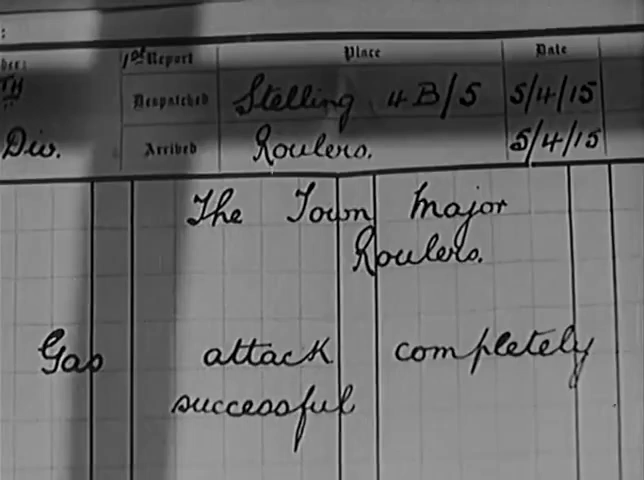 :
1st Report Place Date
TH Despatched Stelling 4B/5 5/4/15
Div. Arrived Roulers. 5/4/15
The Town Major
Roulers.
Gas attack completely
successful